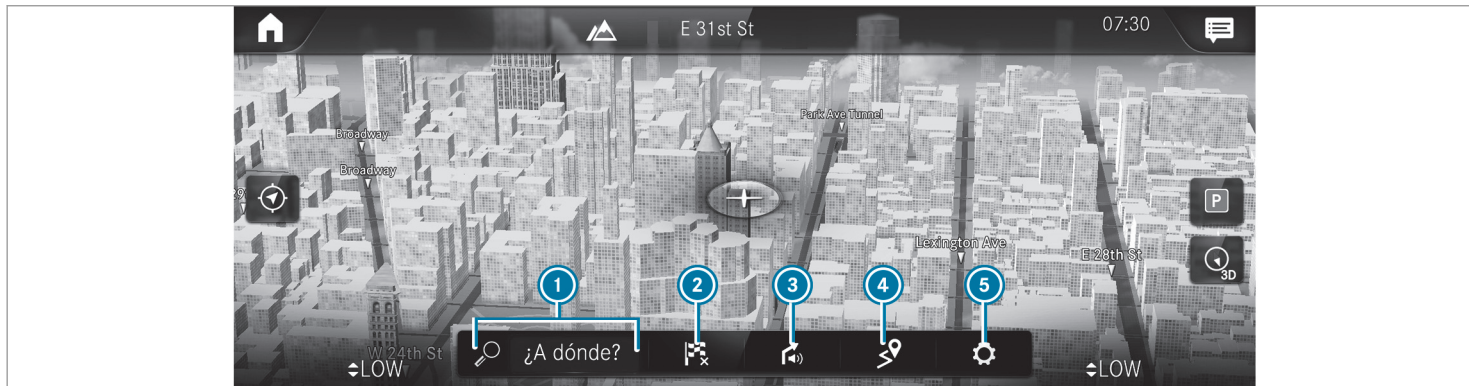 E 31st St
07:30
Park Ave Tunnel
Broadway
Broadway
29
P
Lexington Ave
E 28th St
3D
1
2
3
4
5
W 24th St
¿A dónde?
LOW
LOW